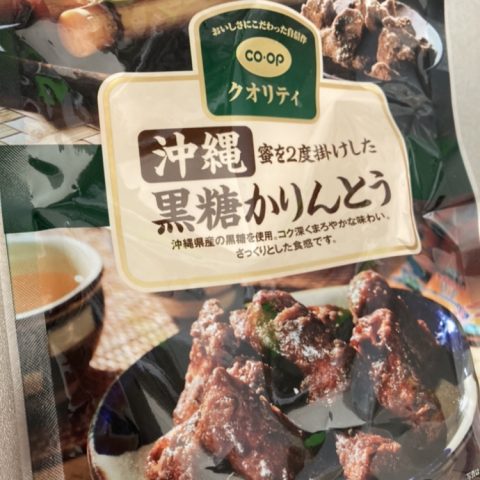 おいしさにこだわった自信作
CO・OP
クオリティ
沖縄
蜜を2度掛けした
黒糖かりんとう
沖縄県産の黒糖を使用。コク深くまろやかな味わい。
ざっくりとした食感です。